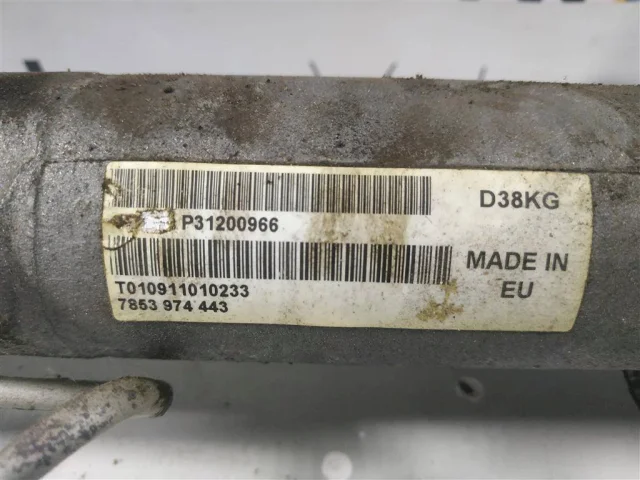 P31200966
D38KG
T010911010233
7853 974 443
MADE IN
EU